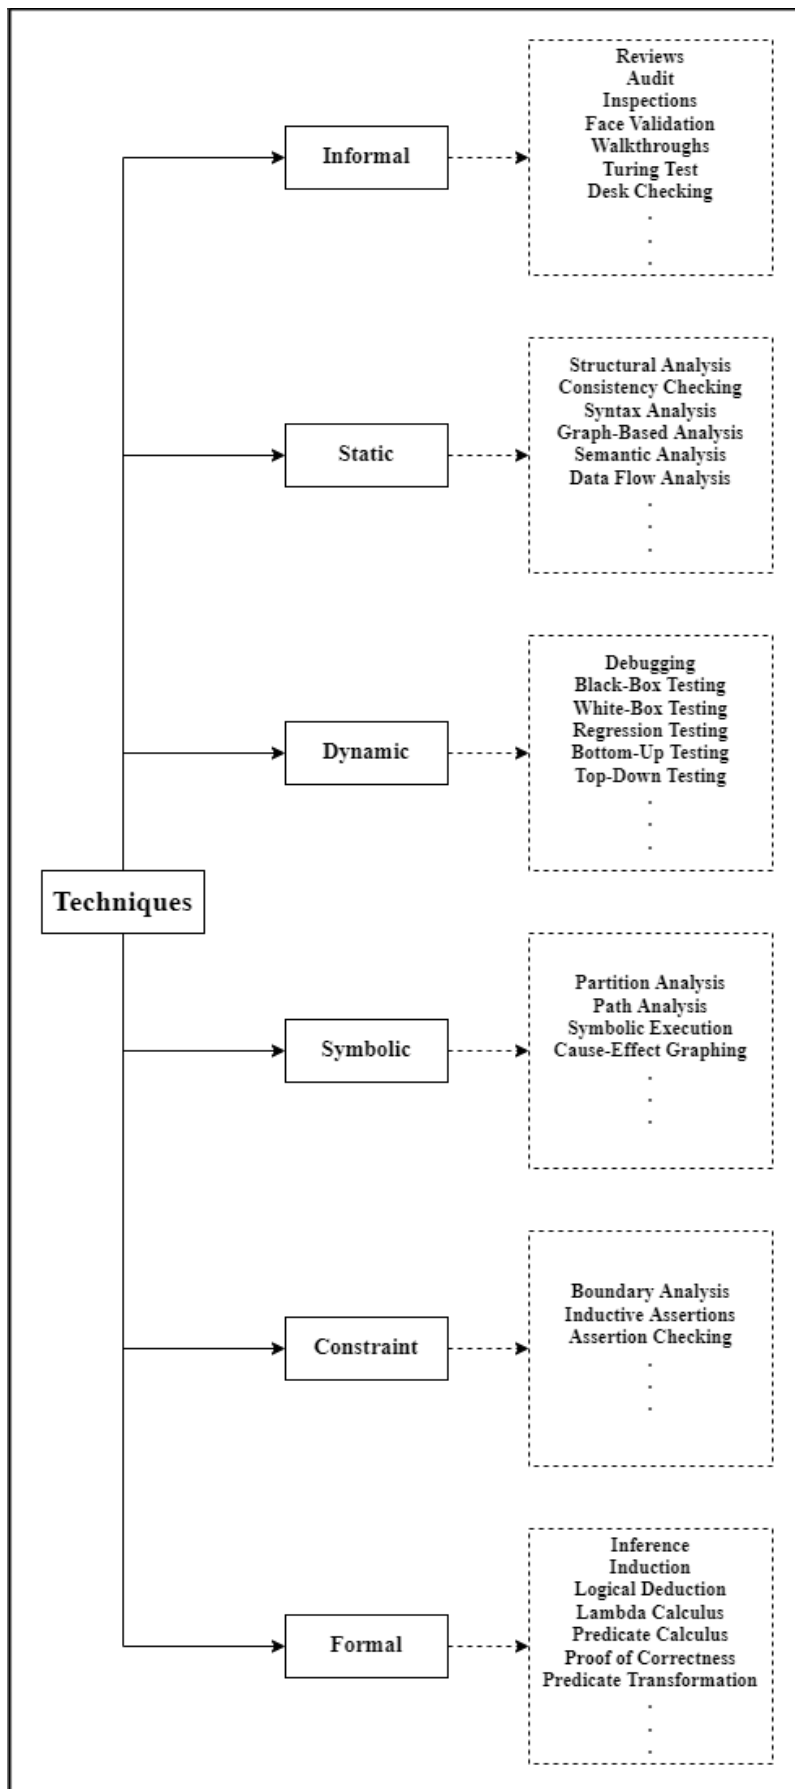 Reviews
Audit
Inspections
Face Validation
Walkthroughs
Turing Test
Desk Checking
.
.
.
Informal
Structural Analysis
Consistency Checking
Syntax Analysis
Graph-Based Analysis
Semantic Analysis
Data Flow Analysis
.
.
.
Static
Debugging
Black-Box Testing
White-Box Testing
Regression Testing
Bottom-Up Testing
Top-Down Testing
.
.
.
Dynamic
Techniques
Partition Analysis
Path Analysis
Symbolic Execution
Cause-Effect Graphing
.
.
.
Symbolic
Boundary Analysis
Inductive Assertions
Assertion Checking
.
.
.
Constraint
Inference
Induction
Logical Deduction
Lambda Calculus
Predicate Calculus
Proof of Correctness
Predicate Transformation
.
.
.
Formal